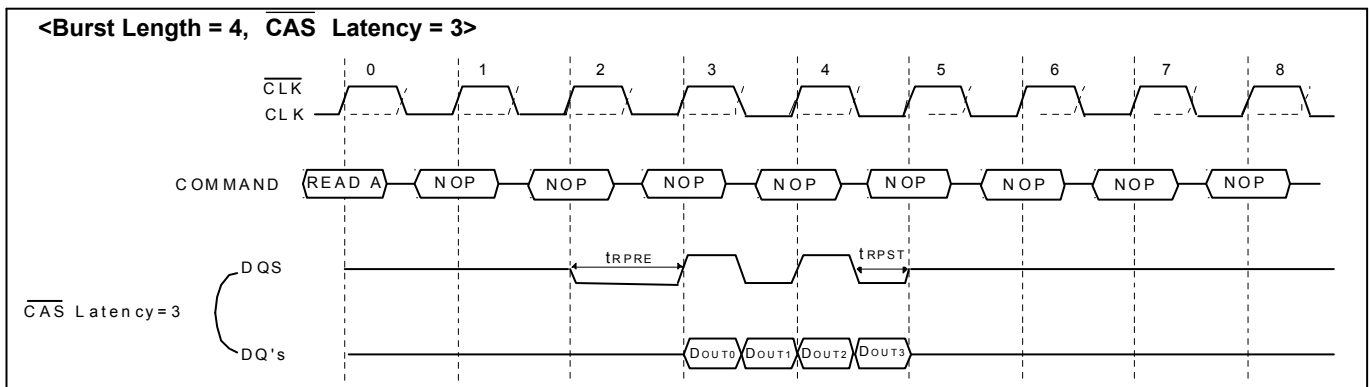 <Burst Length = 4, CAS Latency = 3>
0 1 2 3 4 5 6 7 8
CLK
CLK
COMMAND READ A NOP NOP NOP NOP NOP NOP NOP NOP
DQS tRPRE tRPST
CAS Latency=3
DQ's DOUT0 DOUT1 DOUT2 DOUT3